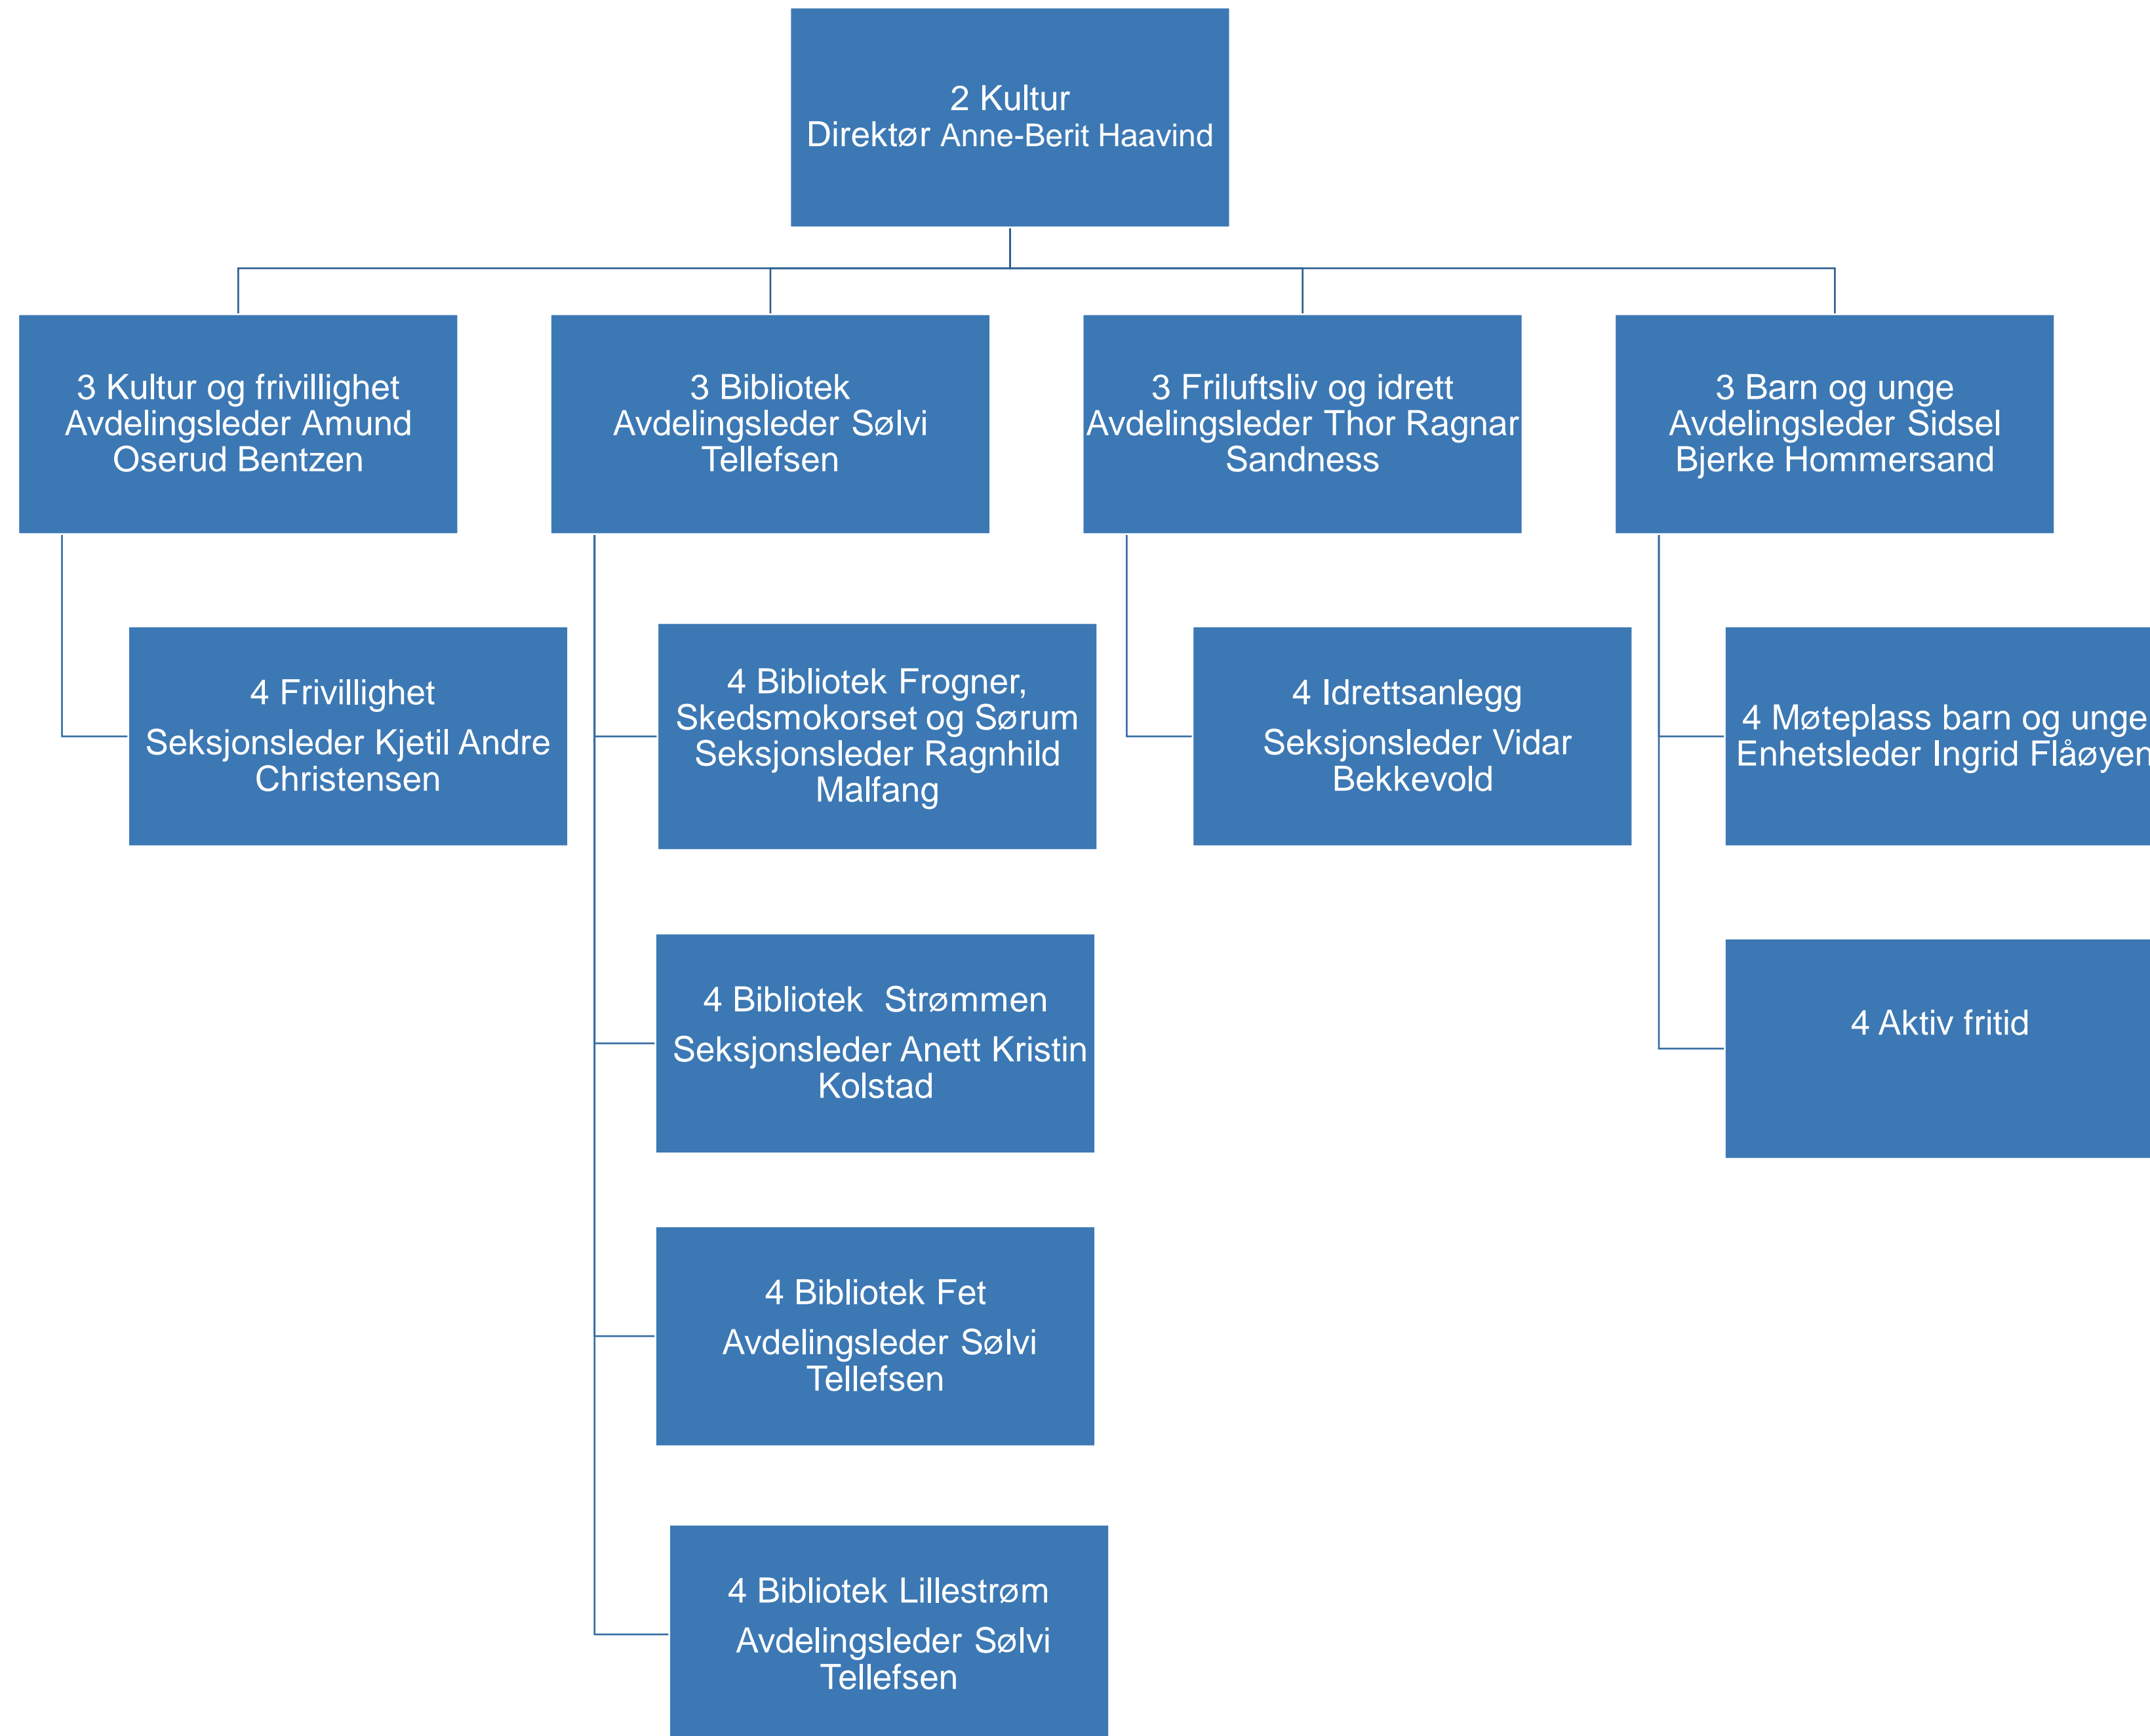 2 Kultur
Direktør Anne-Berit Haavind
3 Kultur og frivillighet
Avdelingsleder Amund
Oserud Bentzen
3 Bibliotek
Avdelingsleder Sølvi
Tellefsen
3 Friluftsliv og idrett
Avdelingsleder Thor Ragnar
Sandness
3 Barn og unge
Avdelingsleder Sidsel
Bjerke Hommersand
4 Frivillighet
Seksjonsleder Kjetil Andre
Christensen
4 Bibliotek Frogner,
Skedsmokorset og Sørum
Seksjonsleder Ragnhild
Malfang
4 Idrettsanlegg
Seksjonsleder Vidar
Bekkevold
4 Møteplass barn og unge
Enhetsleder Ingrid Flåøyen
4 Bibliotek  Strømmen
Seksjonsleder Anett Kristin
Kolstad
4 Aktiv fritid
4 Bibliotek Fet
Avdelingsleder Sølvi
Tellefsen
4 Bibliotek Lillestrøm
Avdelingsleder Sølvi
Tellefsen